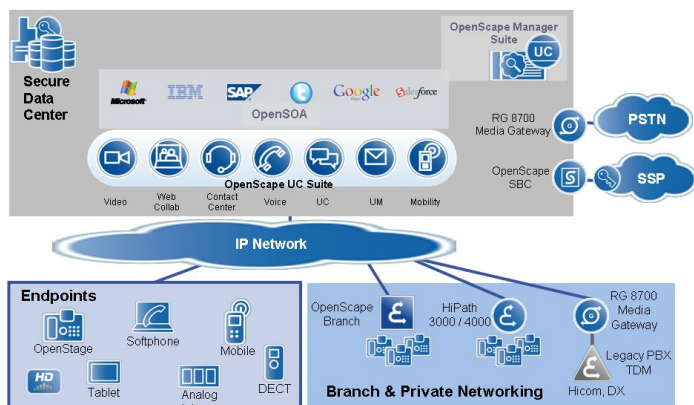 OpenScape Manager
Suite
UC
Secure
Data
Center
Microsoft
IBM
SAP
Google
salesforce
OpenSOA
RG 8700
Media Gateway
PSTN
OpenScape
SBC
S
SSP
OpenScape UC Suite
Video
Web
Collab
Contact
Center
Voice
UC
UM
Mobility
IP Network
Endpoints
OpenStage
Softphone
Mobile
HD
Tablet
Analog
DECT
OpenScape
Branch
HiPath
3000 / 4000
RG 8700
Media
Gateway
Legacy PBX
TDM
Hicom, DX
Branch & Private Networking